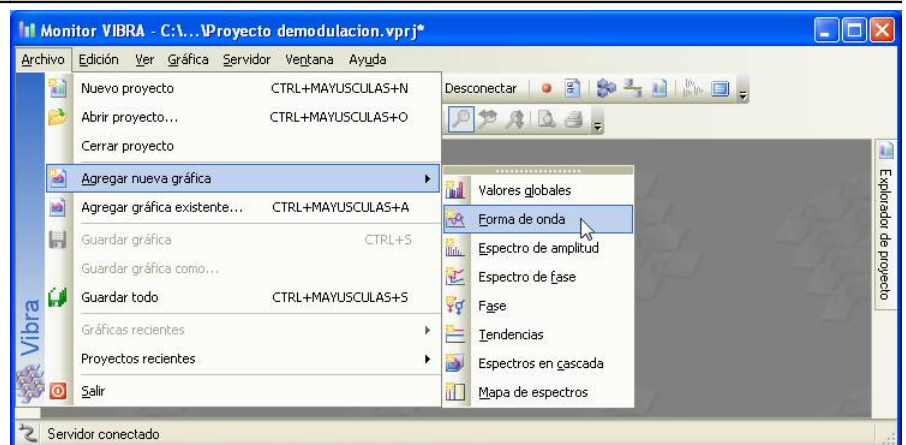 Monitor VIBRA - C:\...\Proyecto demodulacion.vprj*
Archivo Edición Ver Gráfica Servidor Ventana Ayuda
Nuevo proyecto CTRL+MAYUSCULAS+N
Desconectar
Abrir proyecto... CTRL+MAYUSCULAS+O
Cerrar proyecto
Agregar nueva gráfica
Valores globales
Agregar gráfica existente... CTRL+MAYUSCULAS+A
Forma de onda
Guardar gráfica CTRL+S
Espectro de amplitud
Guardar gráfica como...
Espectro de fase
Guardar todo CTRL+MAYUSCULAS+S
Fase
Gráficas recientes
Tendencias
Proyectos recientes
Espectros en cascada
Salir
Mapa de espectros
Explorador de proyecto
Vibra
Servidor conectado